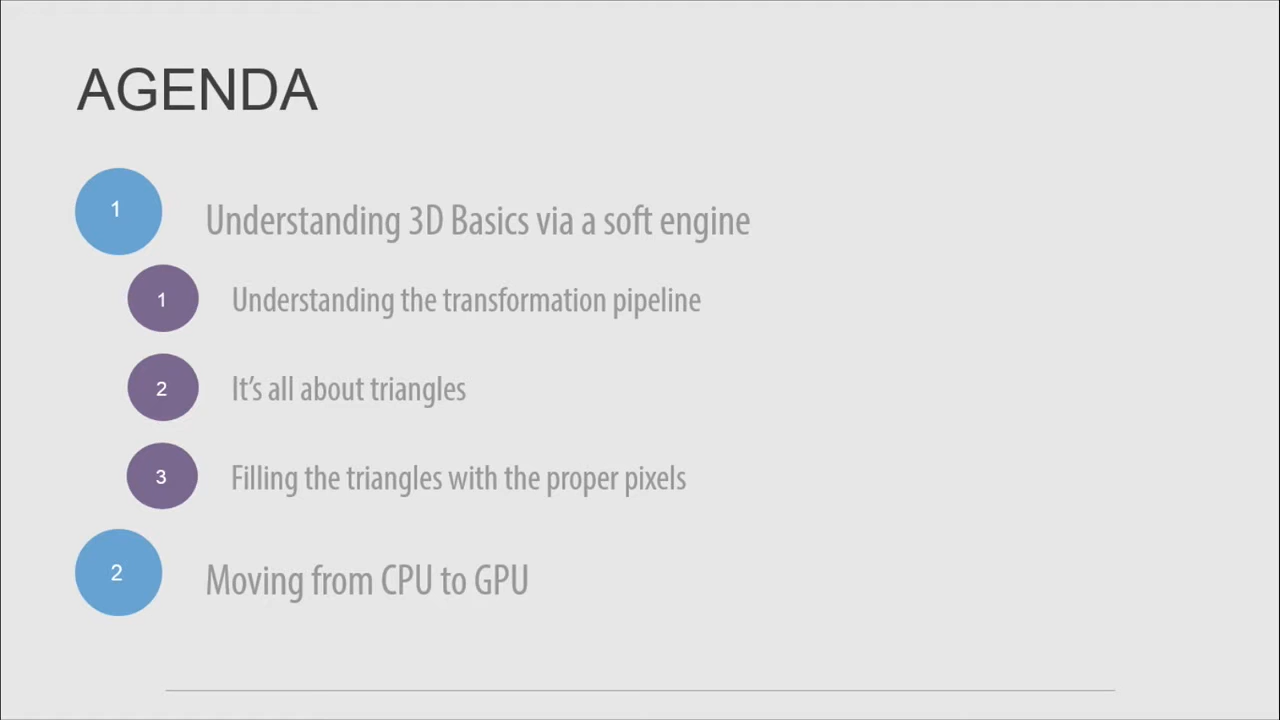 AGENDA
1 Understanding 3D Basics via a soft engine
1 Understanding the transformation pipeline
2 It’s all about triangles
3 Filling the triangles with the proper pixels
2 Moving from CPU to GPU